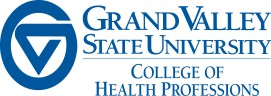 GRAND VALLEY
STATE UNIVERSITY
COLLEGE OF
HEALTH PROFESSIONS